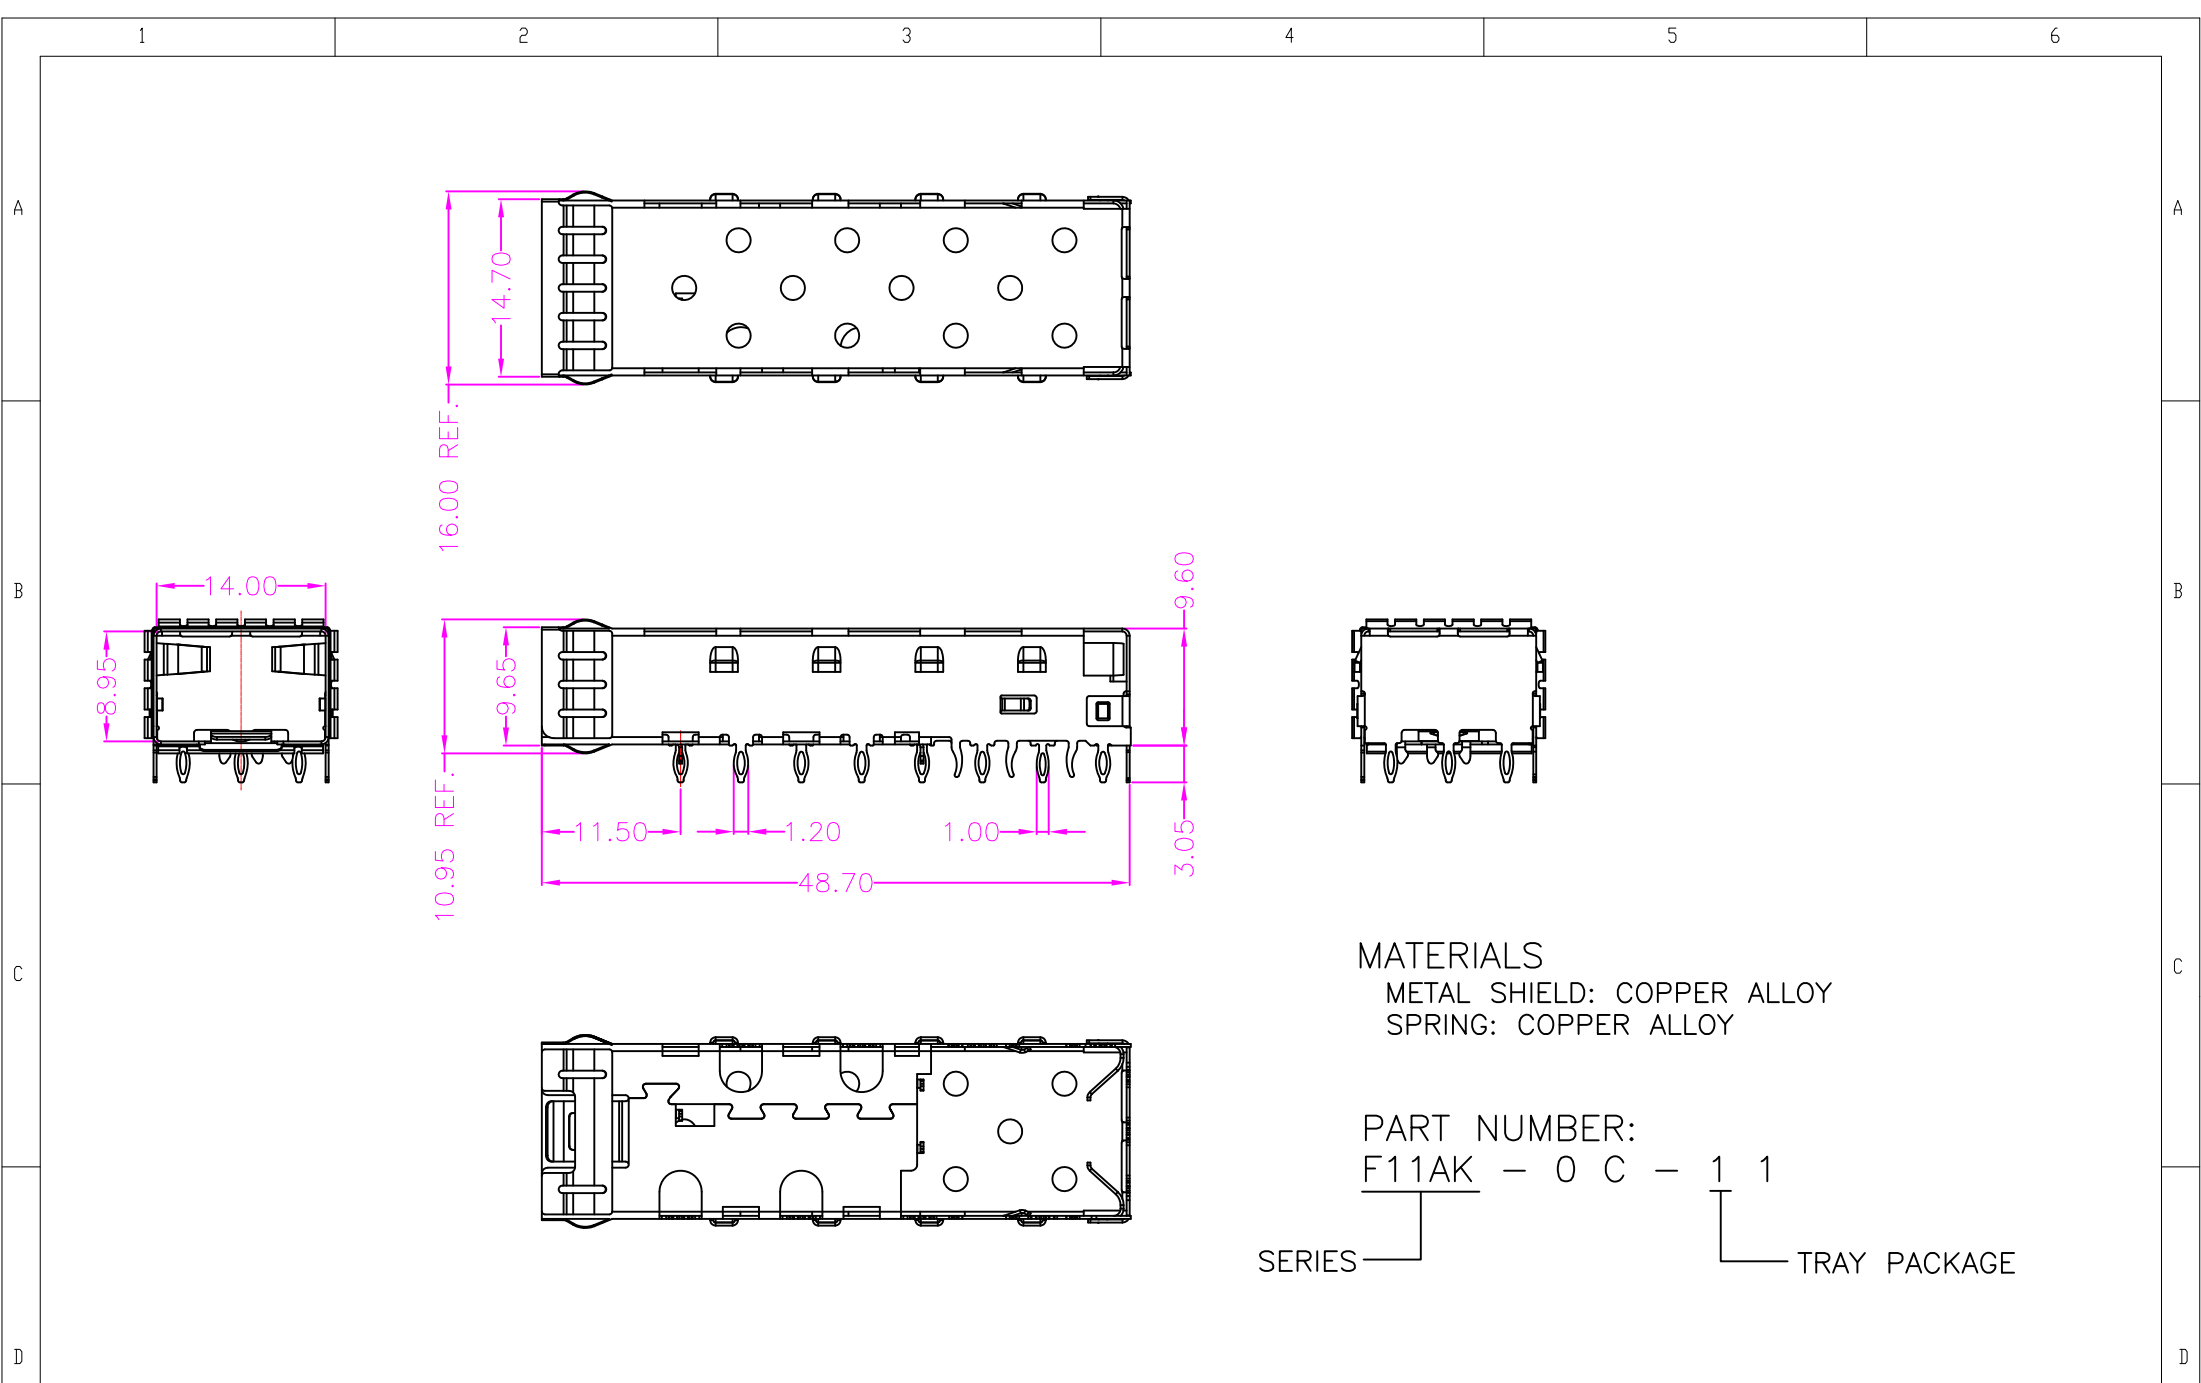 1 2 3 4 5 6
A A
14.70
16.00 REF.
B B
14.00
8.95
9.65
10.95 REF.
9.60
3.05
11.50 1.20 1.00
48.70
C C
MATERIALS
METAL SHIELD: COPPER ALLOY
SPRING: COPPER ALLOY
PART NUMBER:
F11AK - 0 C - 1 1
SERIES TRAY PACKAGE
D D